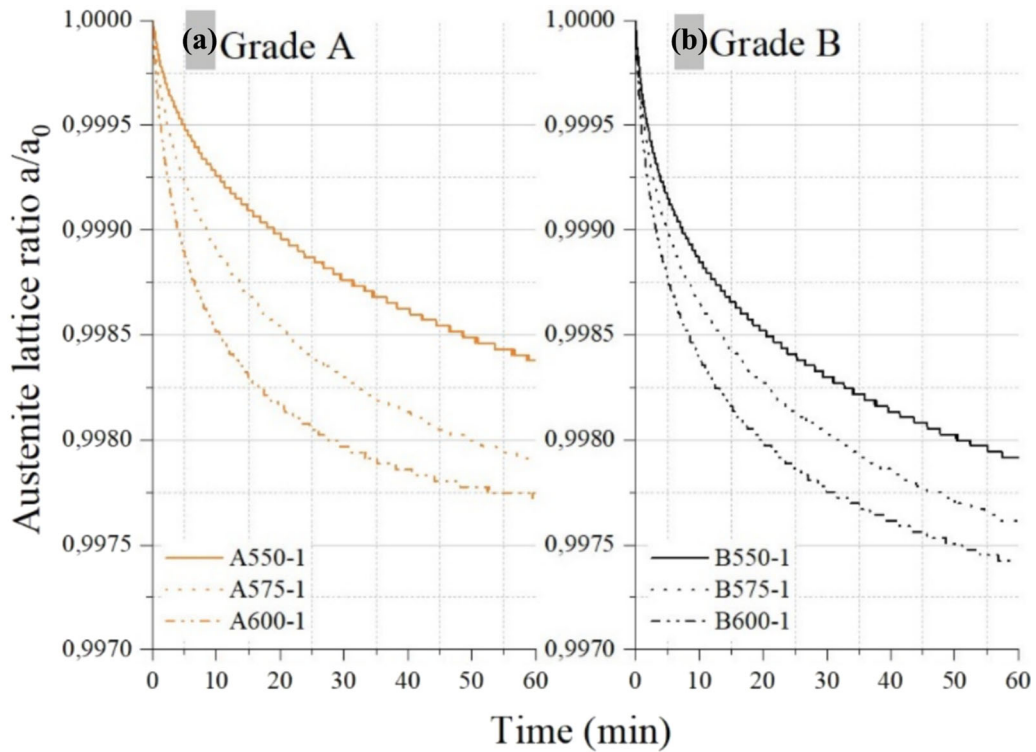 (a) Grade A
(b) Grade B
Austenite lattice ratio a/a₀
1,0000
0,9995
0,9990
0,9985
0,9980
0,9975
0,9970
A550-1
A575-1
A600-1
0 10 20 30 40 50 60
1,0000
0,9995
0,9990
0,9985
0,9980
0,9975
0,9970
B550-1
B575-1
B600-1
0 10 20 30 40 50 60
Time (min)